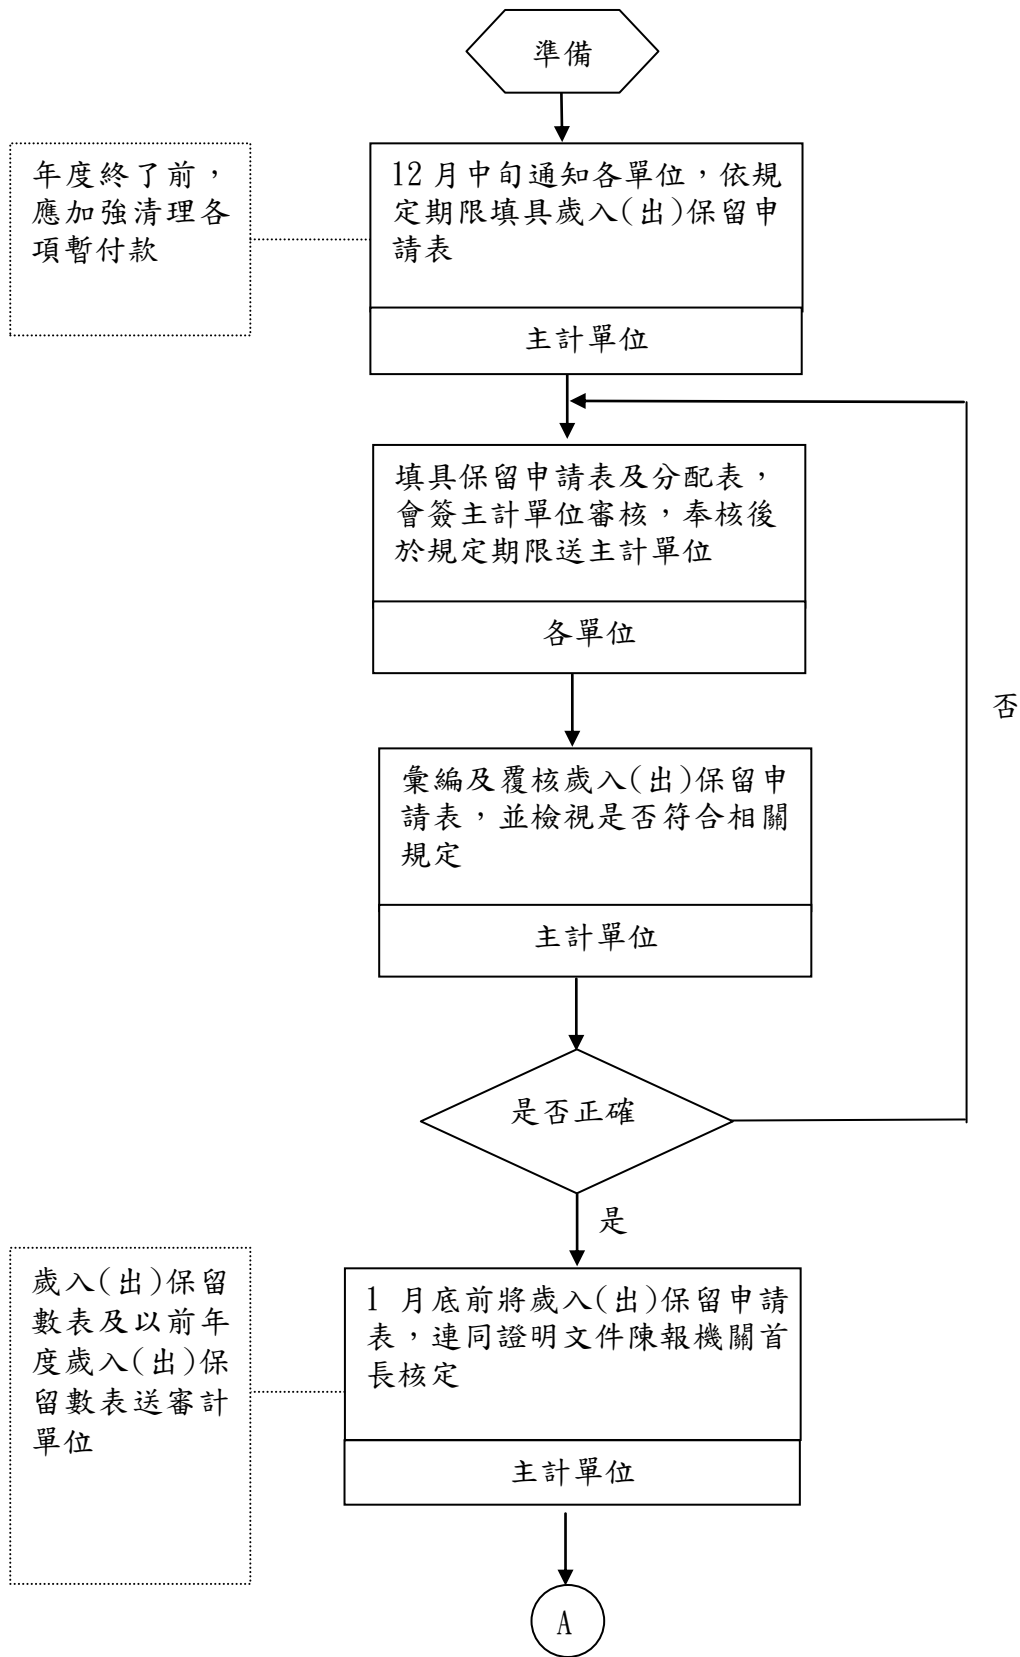 準備
年度終了前，
應加強清理各
項暫付款
12 月中旬通知各單位，依規
定期限填具歲入(出)保留申
請表
主計單位
填具保留申請表及分配表，
會簽主計單位審核，奉核後
於規定期限送主計單位
各單位
否
彙編及覆核歲入(出)保留申
請表，並檢視是否符合相關
規定
主計單位
是否正確
是
歲入(出)保留
數表及以前年
度歲入(出)保
留數表送審計
單位
1 月底前將歲入(出)保留申請
表，連同證明文件陳報機關首
長核定
主計單位
A